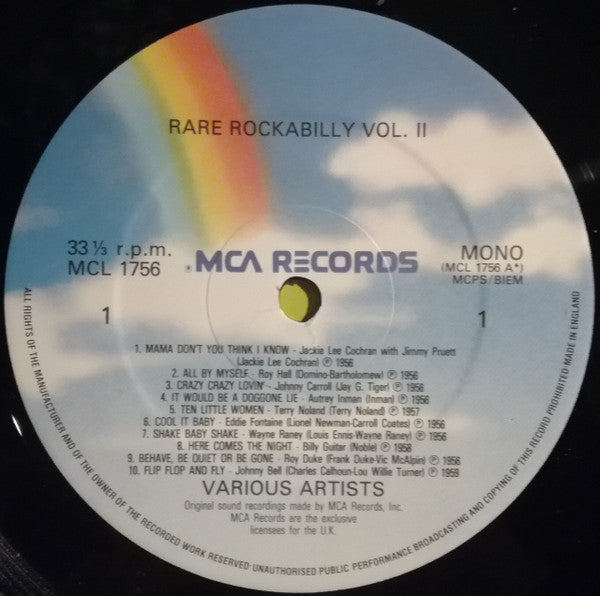 RARE ROCKABILLY VOL. II
33⅓ r.p.m.
MCL 1756
MCA RECORDS
MONO
(MCL 1756 A*)
MCPS/BIEM
1
1
1. MAMA DON'T YOU THINK I KNOW - Jackie Lee Cochran with Jimmy Pruett
(Jackie Lee Cochran) ℗ 1956
2. ALL BY MYSELF - Roy Hall (Domino-Bartholomew) ℗ 1956
3. CRAZY CRAZY LOVIN' - Johnny Carroll (Jay G. Tiger) ℗ 1956
4. IT WOULD BE A DOGGONE LIE - Autrey Inman (Inman) ℗ 1956
5. TEN LITTLE WOMEN - Terry Noland (Terry Noland) ℗ 1957
6. COOL IT BABY - Eddie Fontaine (Lionel Newman-Carroll Coates) ℗ 1956
7. SHAKE BABY SHAKE - Wayne Raney (Louis Ennis-Wayne Raney) ℗ 1956
8. HERE COMES THE NIGHT - Billy Guitar (Noble) ℗ 1958
9. BEHAVE, BE QUIET OR BE GONE - Roy Duke (Frank Duke-Vic McAlpin) ℗ 1956
10. FLIP FLOP AND FLY - Johnny Bell (Charles Calhoun-Lou Willie Turner) ℗ 1959
VARIOUS ARTISTS
Original sound recordings made by MCA Records, Inc.
MCA Records are the exclusive
licensees for the U.K.
ALL RIGHTS OF THE MANUFACTURER AND OF THE OWNER OF THE RECORDED WORK RESERVED·UNAUTHORISED PUBLIC PERFORMANCE BROADCASTING AND COPYING OF THIS RECORD PROHIBITED·MADE IN ENGLAND